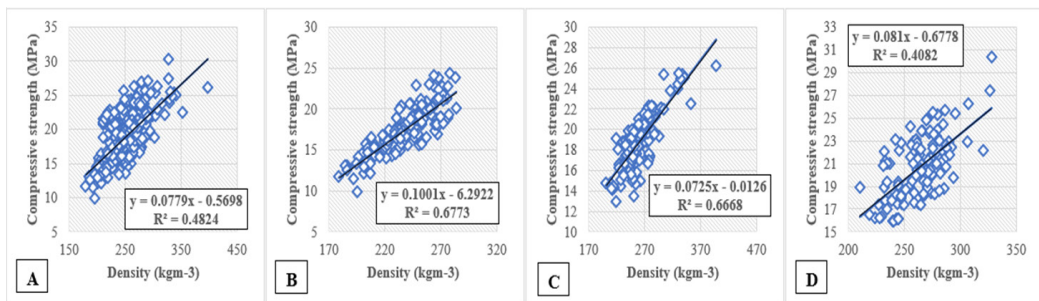 35
30
25
20
15
10
5
150
250
350
450
Compressive strength (MPa)
y = 0.0779x - 0.5698
R² = 0.4824
A
Density (kgm-3)
30
25
20
15
10
5
170
220
270
320
Compressive strength (MPa)
y = 0.1001x - 6.2922
R² = 0.6773
B
Density (kgm-3)
30
28
26
24
22
20
18
16
14
12
10
170
270
370
470
Compressive strength (MPa)
y = 0.0725x - 0.0126
R² = 0.6668
C
Density (kgm-3)
y = 0.081x - 0.6778
R² = 0.4082
33
31
29
27
25
23
21
19
17
15
200
250
300
350
Compressive strength (MPa)
D
Density (kgm-3)